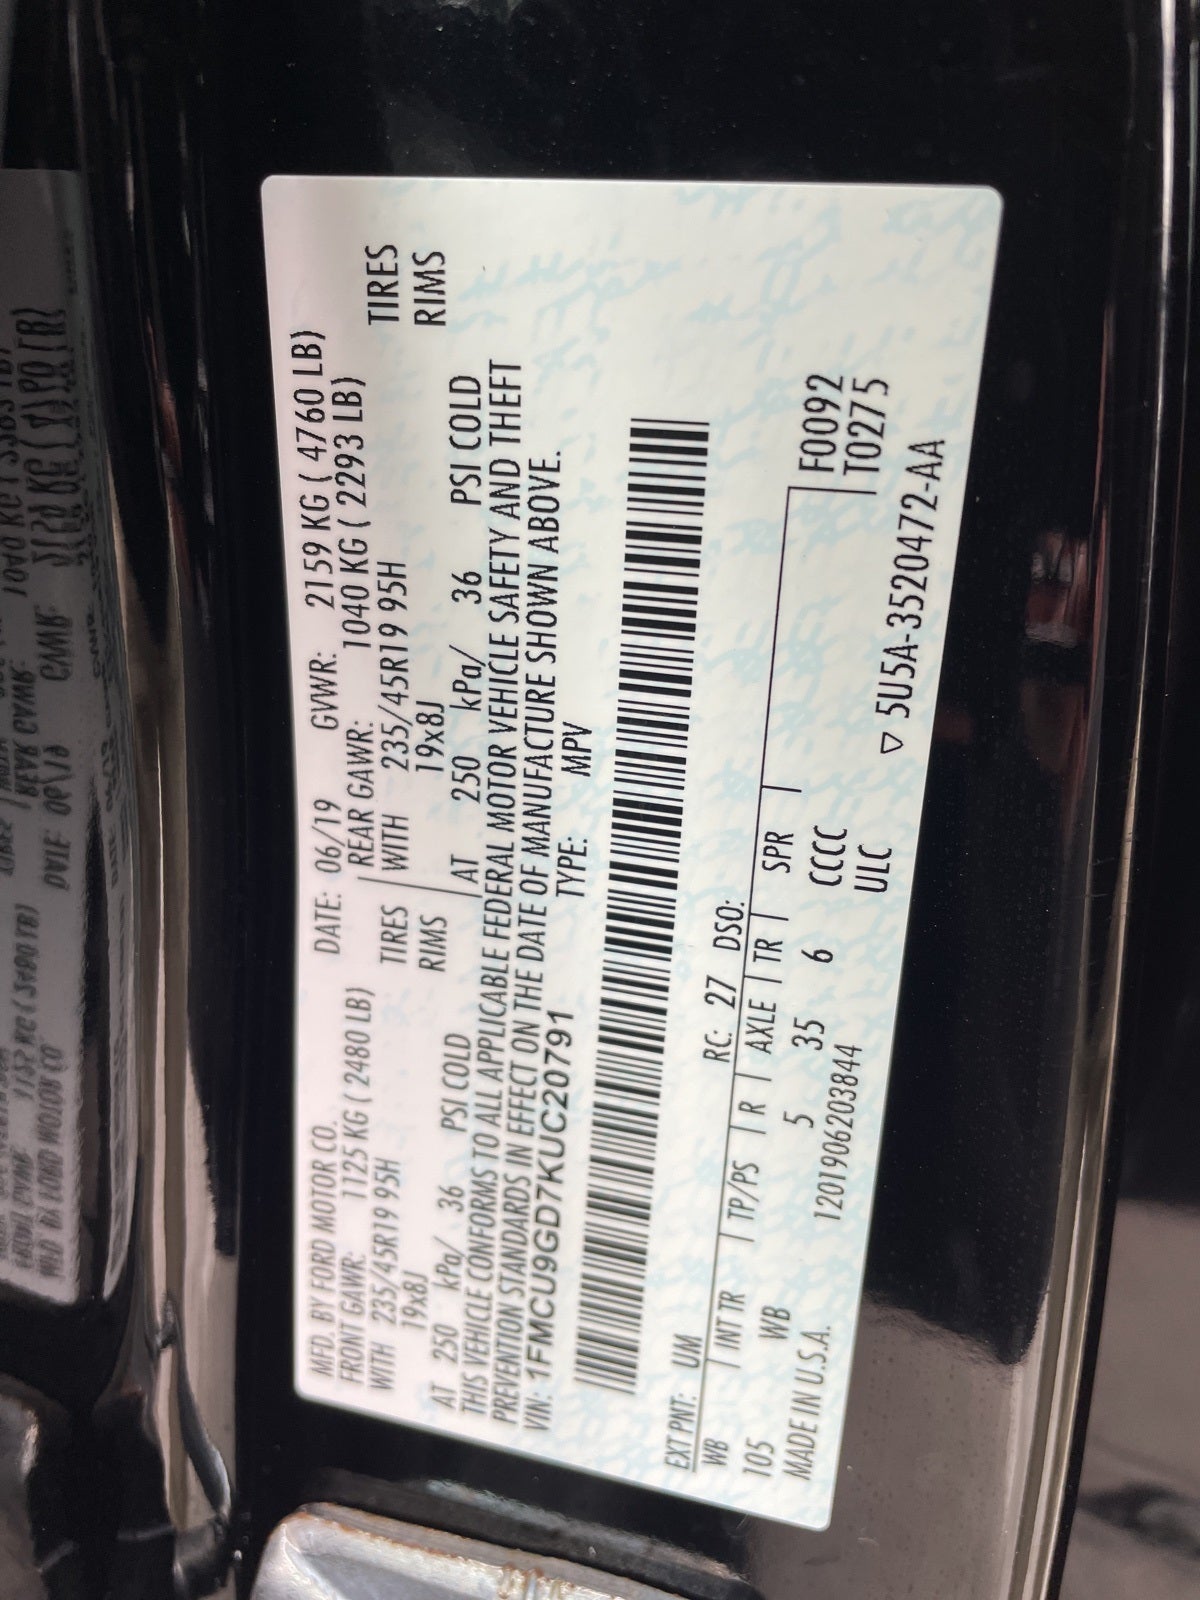 MFD. BY FORD MOTOR CO.
DATE: 06/19 GVWR: 2159 KG ( 4760 LB)
FRONT GAWR: 1125 KG ( 2480 LB) REAR GAWR: 1040 KG ( 2293 LB)
WITH 235/45R19 95H TIRES WITH 235/45R19 95H TIRES
19x8J RIMS 19x8J RIMS
AT 250 kPa/ 36 PSI COLD AT 250 kPa/ 36 PSI COLD
THIS VEHICLE CONFORMS TO ALL APPLICABLE FEDERAL MOTOR VEHICLE SAFETY AND THEFT
PREVENTION STANDARDS IN EFFECT ON THE DATE OF MANUFACTURE SHOWN ABOVE.
VIN: 1FMCU9GD7KUC20791 TYPE: MPV
EXT PNT: UM RC: 27 DSO:
WB INT TR TP/PS R AXLE TR SPR F0092
105 WB 5 35 6 CCCC T0275
MADE IN U.S.A. 1201906203844 ULC
▽ 5U5A-3520472-AA